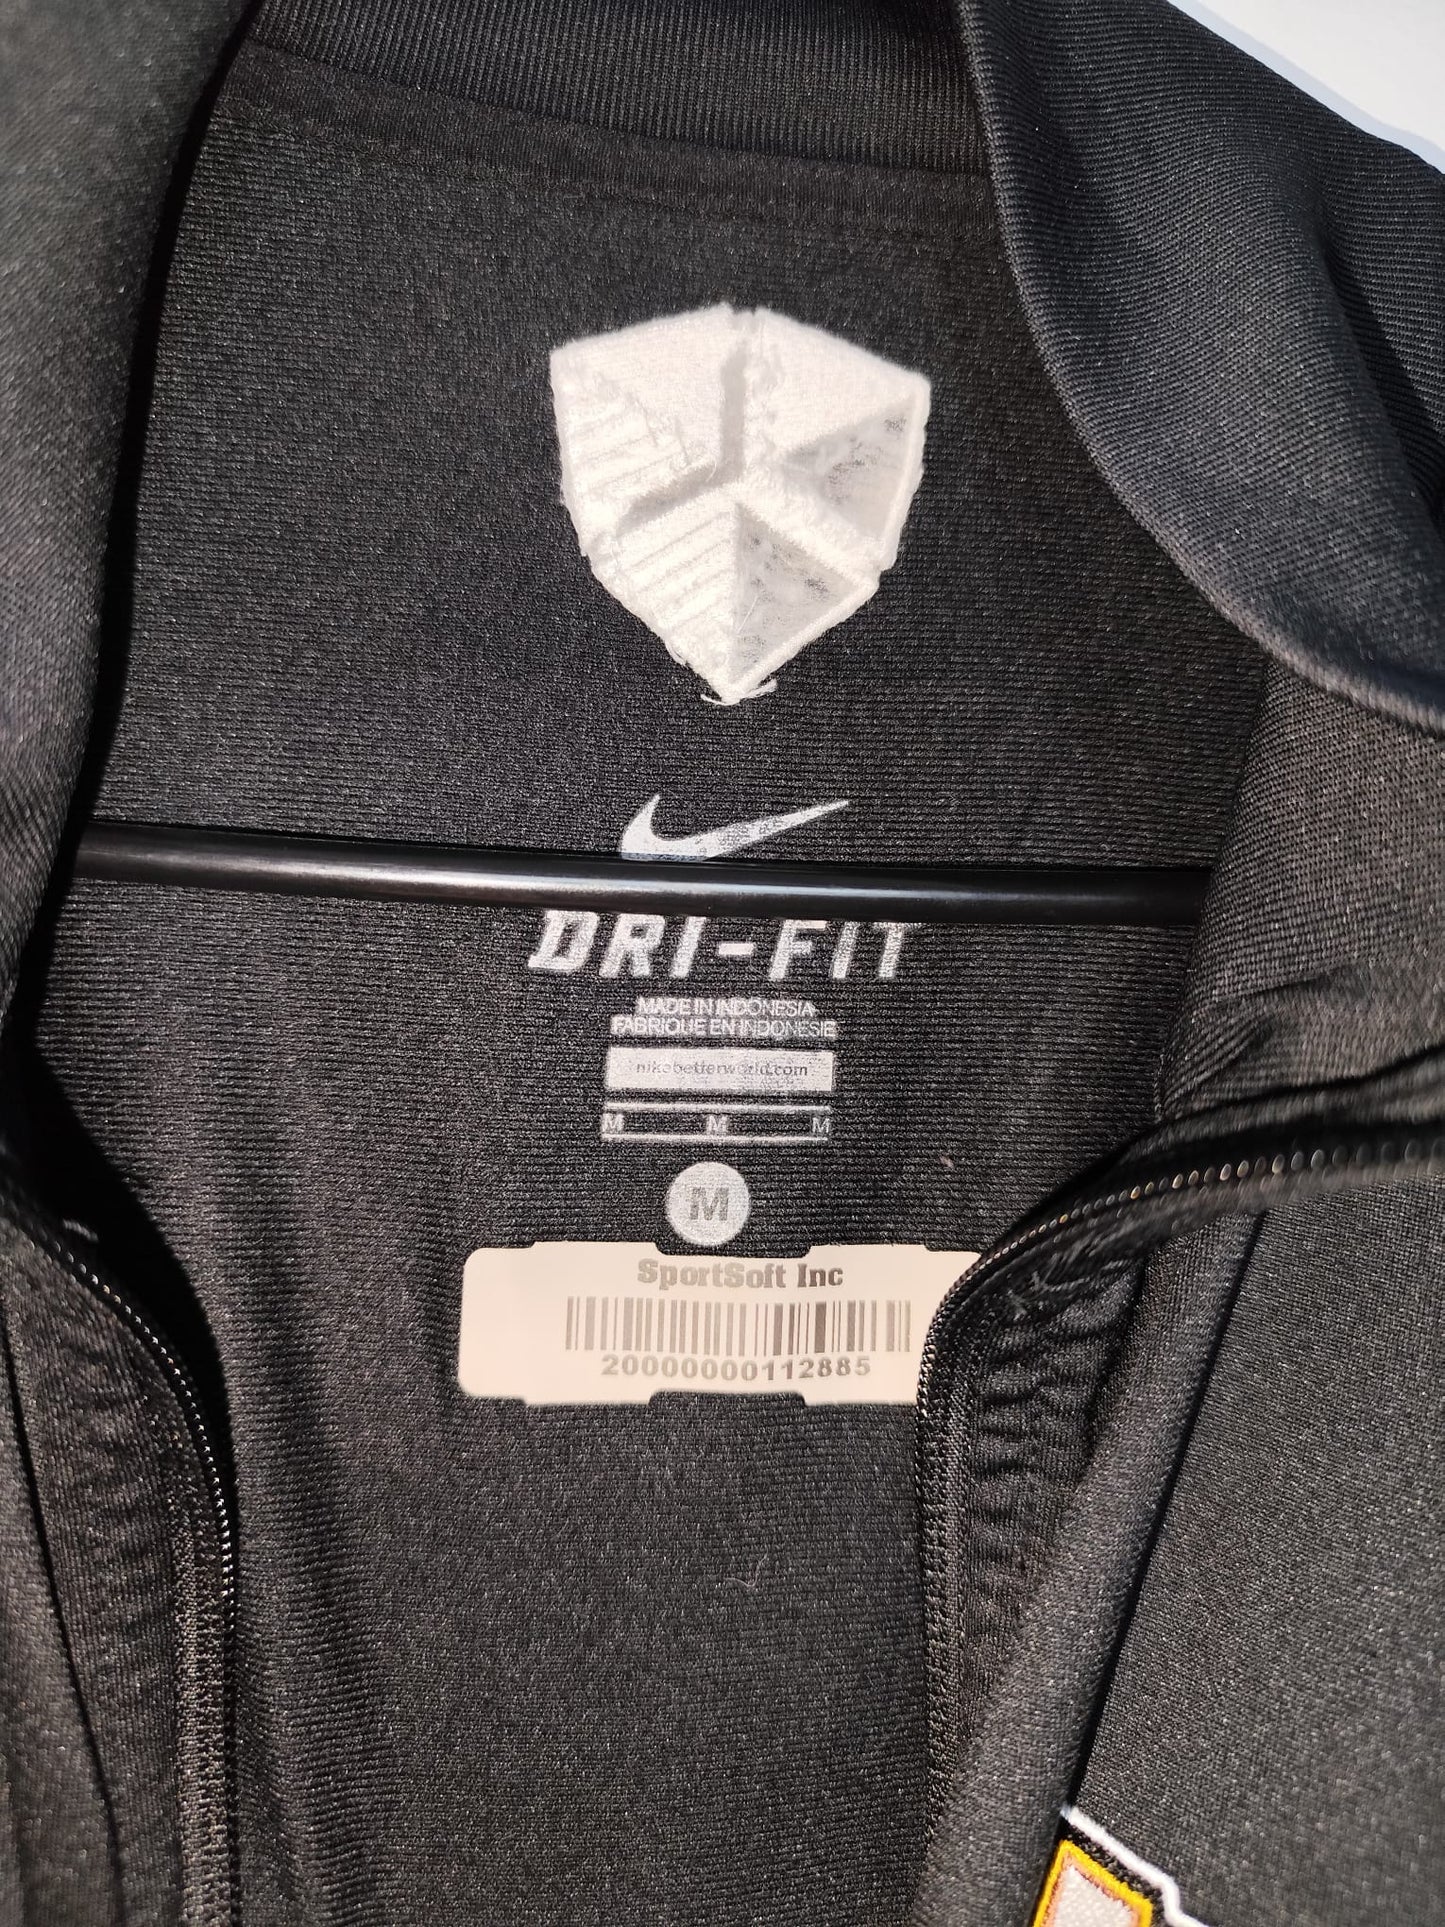 DRI-FIT
MADE IN INDONESIA
FABRIQUE EN INDONESIE
nikebetterworld.com
M M M
M
SportSoft Inc
20000000112885